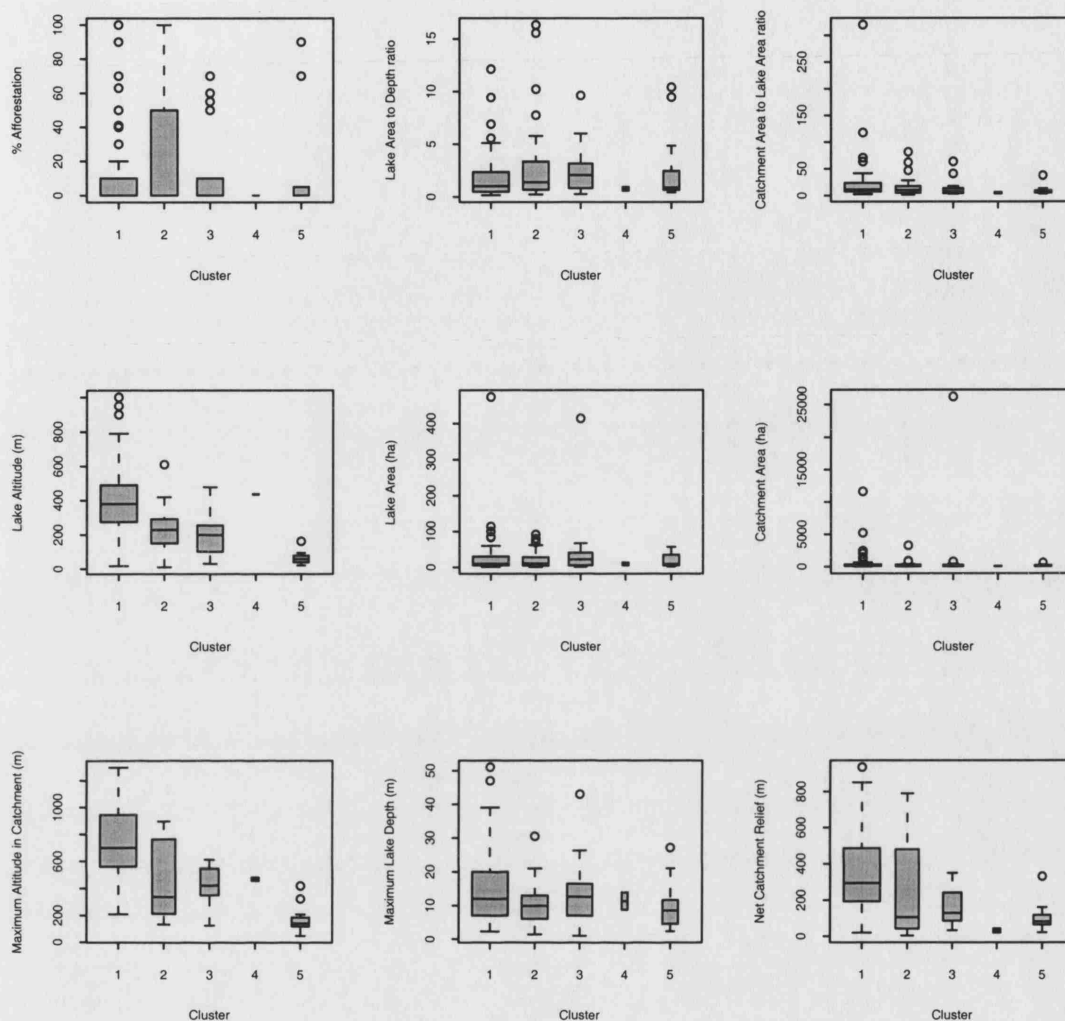 % Afforestation
0 20 40 60 80 100
1 2 3 4 5
Cluster
Lake Area to Depth ratio
0 5 10 15
1 2 3 4 5
Cluster
Catchment Area to Lake Area ratio
0 50 150 250
1 2 3 4 5
Cluster
Lake Altitude (m)
0 200 400 600 800
1 2 3 4 5
Cluster
Lake Area (ha)
0 100 200 300 400
1 2 3 4 5
Cluster
Catchment Area (ha)
0 5000 15000 25000
1 2 3 4 5
Cluster
Maximum Altitude in Catchment (m)
0 200 600 1000
1 2 3 4 5
Cluster
Maximum Lake Depth (m)
0 10 20 30 40 50
1 2 3 4 5
Cluster
Net Catchment Relief (m)
0 200 400 600 800
1 2 3 4 5
Cluster